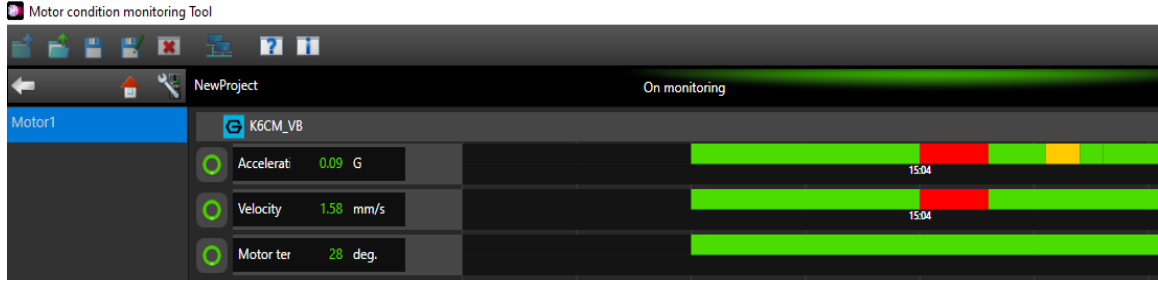 Motor condition monitoring Tool
NewProject On monitoring
Motor1 K6CM_VB
Accelerati 0.09 G
15:04
Velocity 1.58 mm/s
15:04
Motor ter 28 deg.